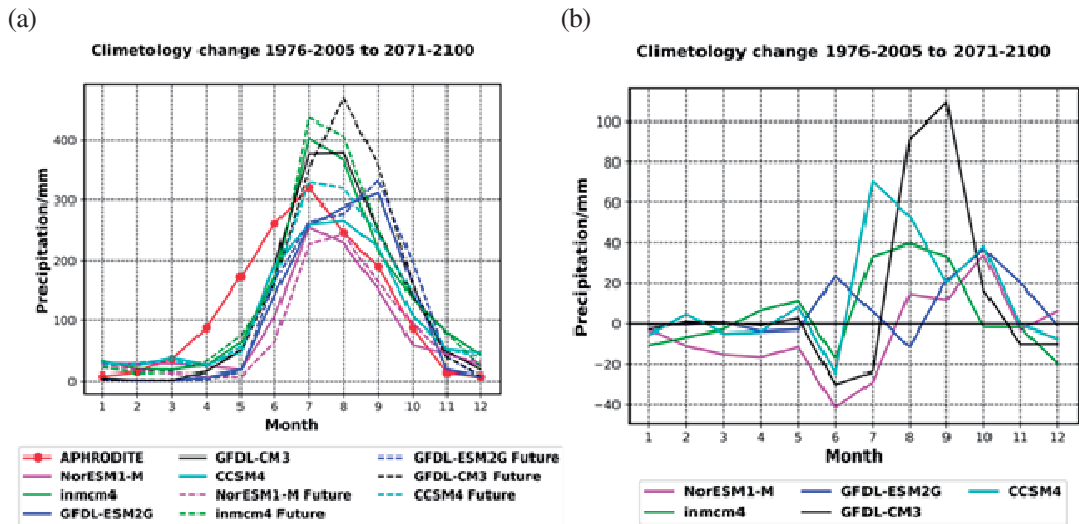 (a)
Climetology change 1976-2005 to 2071-2100
Precipitation/mm
400
300
200
100
0
1 2 3 4 5 6 7 8 9 10 11 12
Month
APHRODITE
NorESM1-M
inmcm4
GFDL-ESM2G
GFDL-CM3
CCSM4
NorESM1-M Future
inmcm4 Future
GFDL-ESM2G Future
GFDL-CM3 Future
CCSM4 Future
(b)
Climetology change 1976-2005 to 2071-2100
Precipitation/mm
100
80
60
40
20
0
−20
−40
1 2 3 4 5 6 7 8 9 10 11 12
Month
NorESM1-M
inmcm4
GFDL-ESM2G
GFDL-CM3
CCSM4